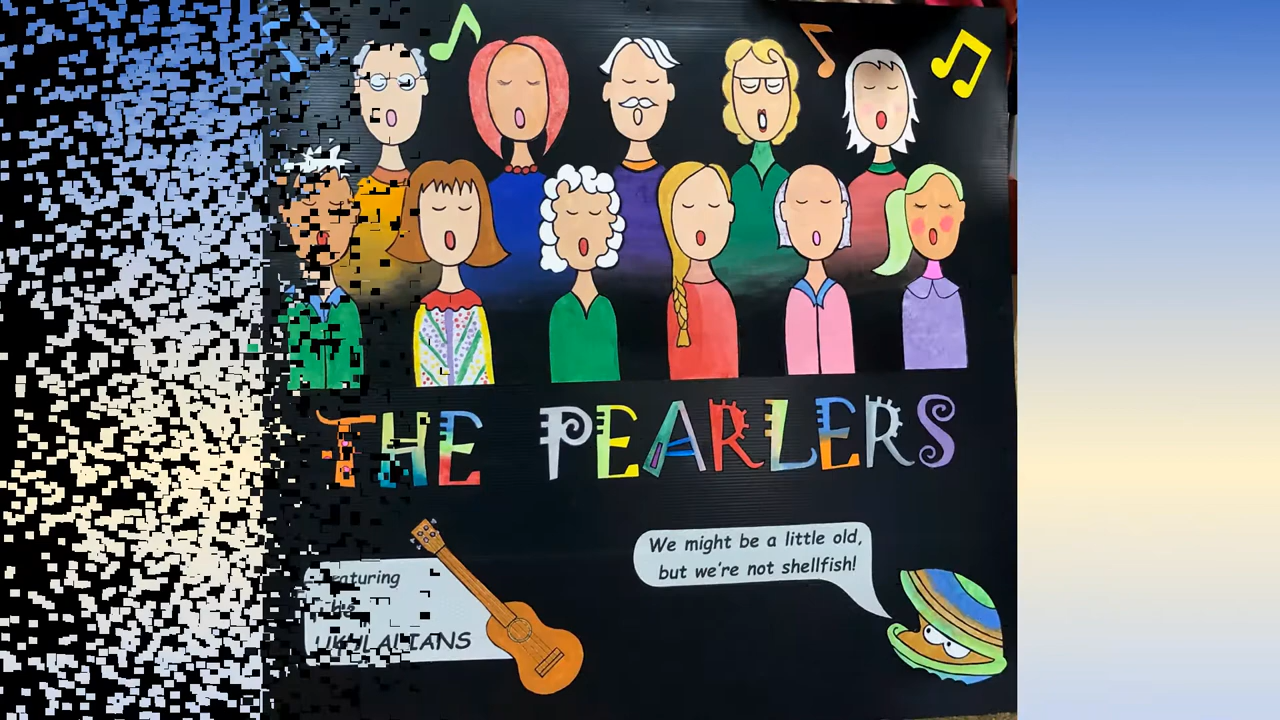 THE PEARLERS
We might be a little old,
but we're not shellfish!
UKULALIANS